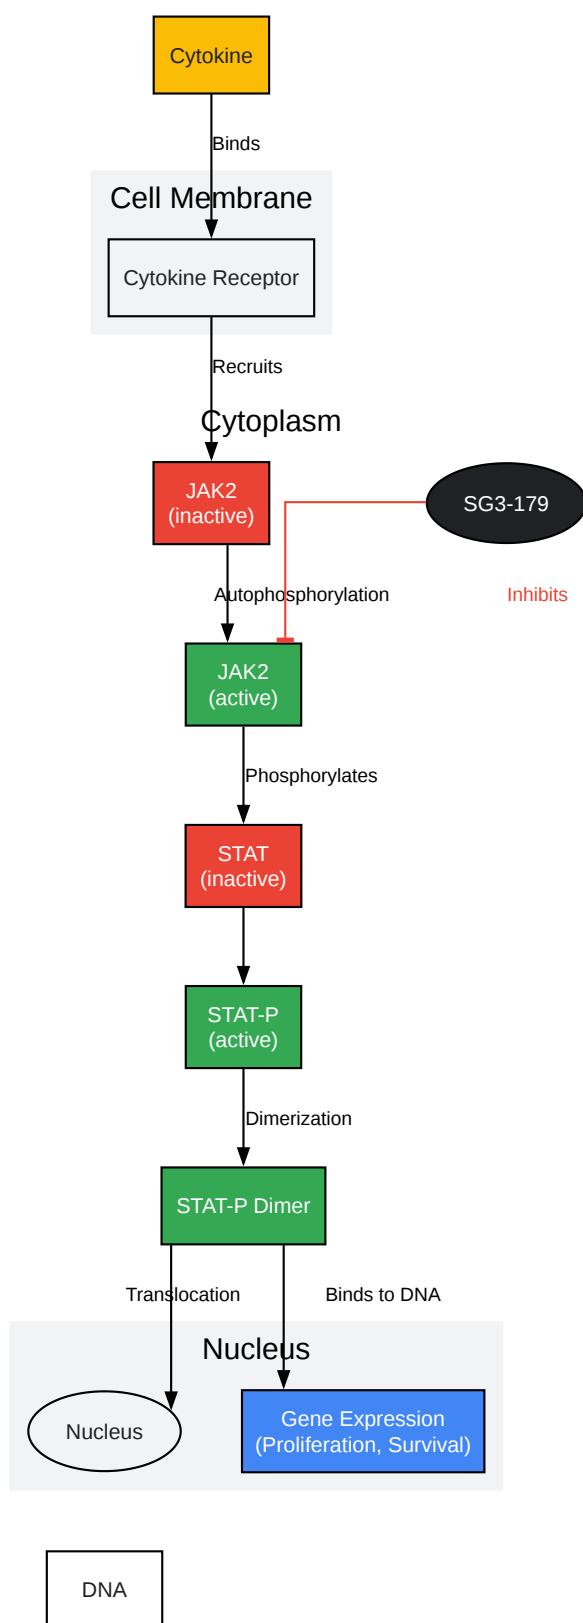 Cytokine
Binds
Cell Membrane
Cytokine Receptor
Recruits
Cytoplasm
JAK2
(inactive)
SG3-179
Autophosphorylation
Inhibits
JAK2
(active)
Phosphorylates
STAT
(inactive)
STAT-P
(active)
Dimerization
STAT-P Dimer
Translocation
Binds to DNA
Nucleus
Nucleus
Gene Expression
(Proliferation, Survival)
DNA